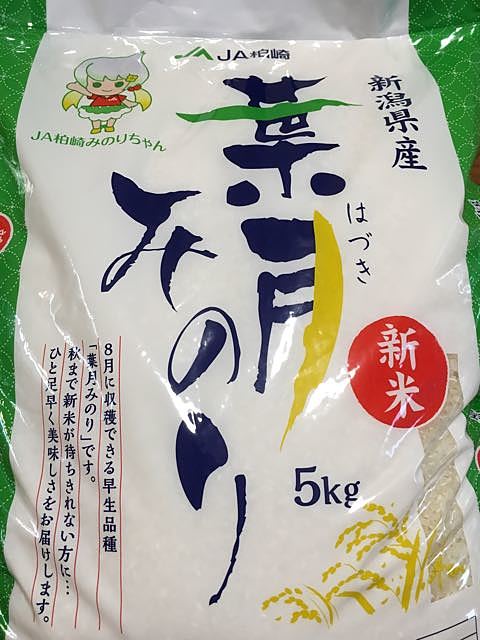 JA柏崎
JA柏崎みのりちゃん
新潟県産
葉月
はづき
みのり
新米
5kg
8月に収穫できる早生品種
「葉月みのり」です。
秋まで新米が待ちきれない方に…
ひと足早く美味しさをお届けします。